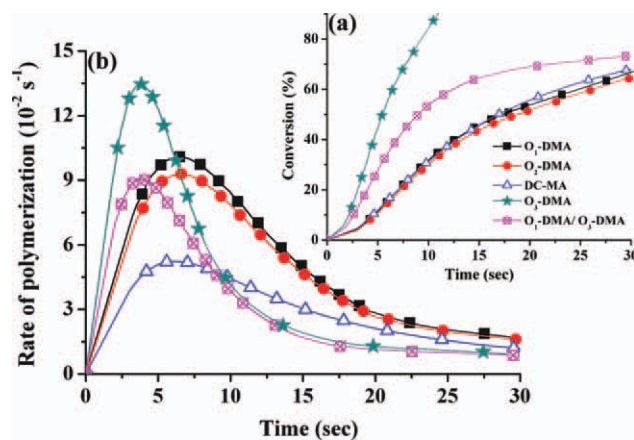 (b)
Rate of polymerization (10⁻² s⁻¹)
15
12
9
6
3
0
0 5 10 15 20 25 30
Time (sec)
(a)
Conversion (%)
80
60
40
20
0
0 5 10 15 20 25 30
Time (sec)
O₁-DMA
O₂-DMA
DC-MA
O₃-DMA
O₁-DMA/ O₃-DMA